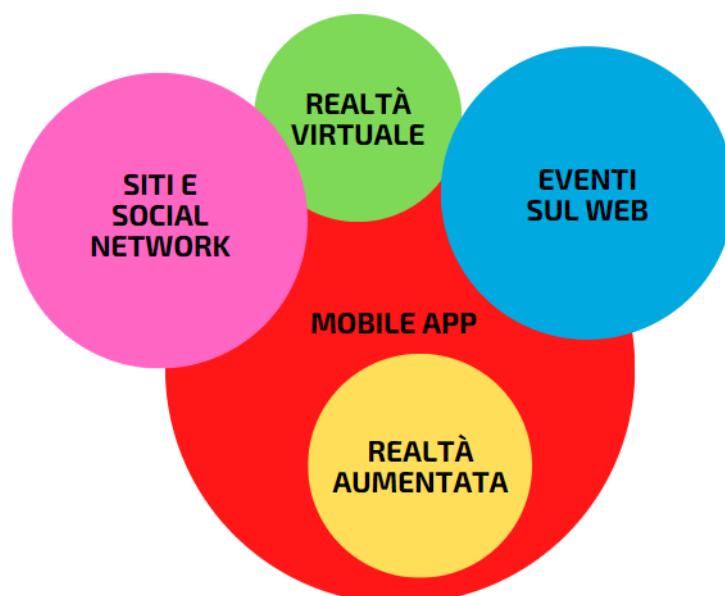 REALTÀ
VIRTUALE
SITI E
SOCIAL
NETWORK
EVENTI
SUL WEB
MOBILE APP
REALTÀ
AUMENTATA